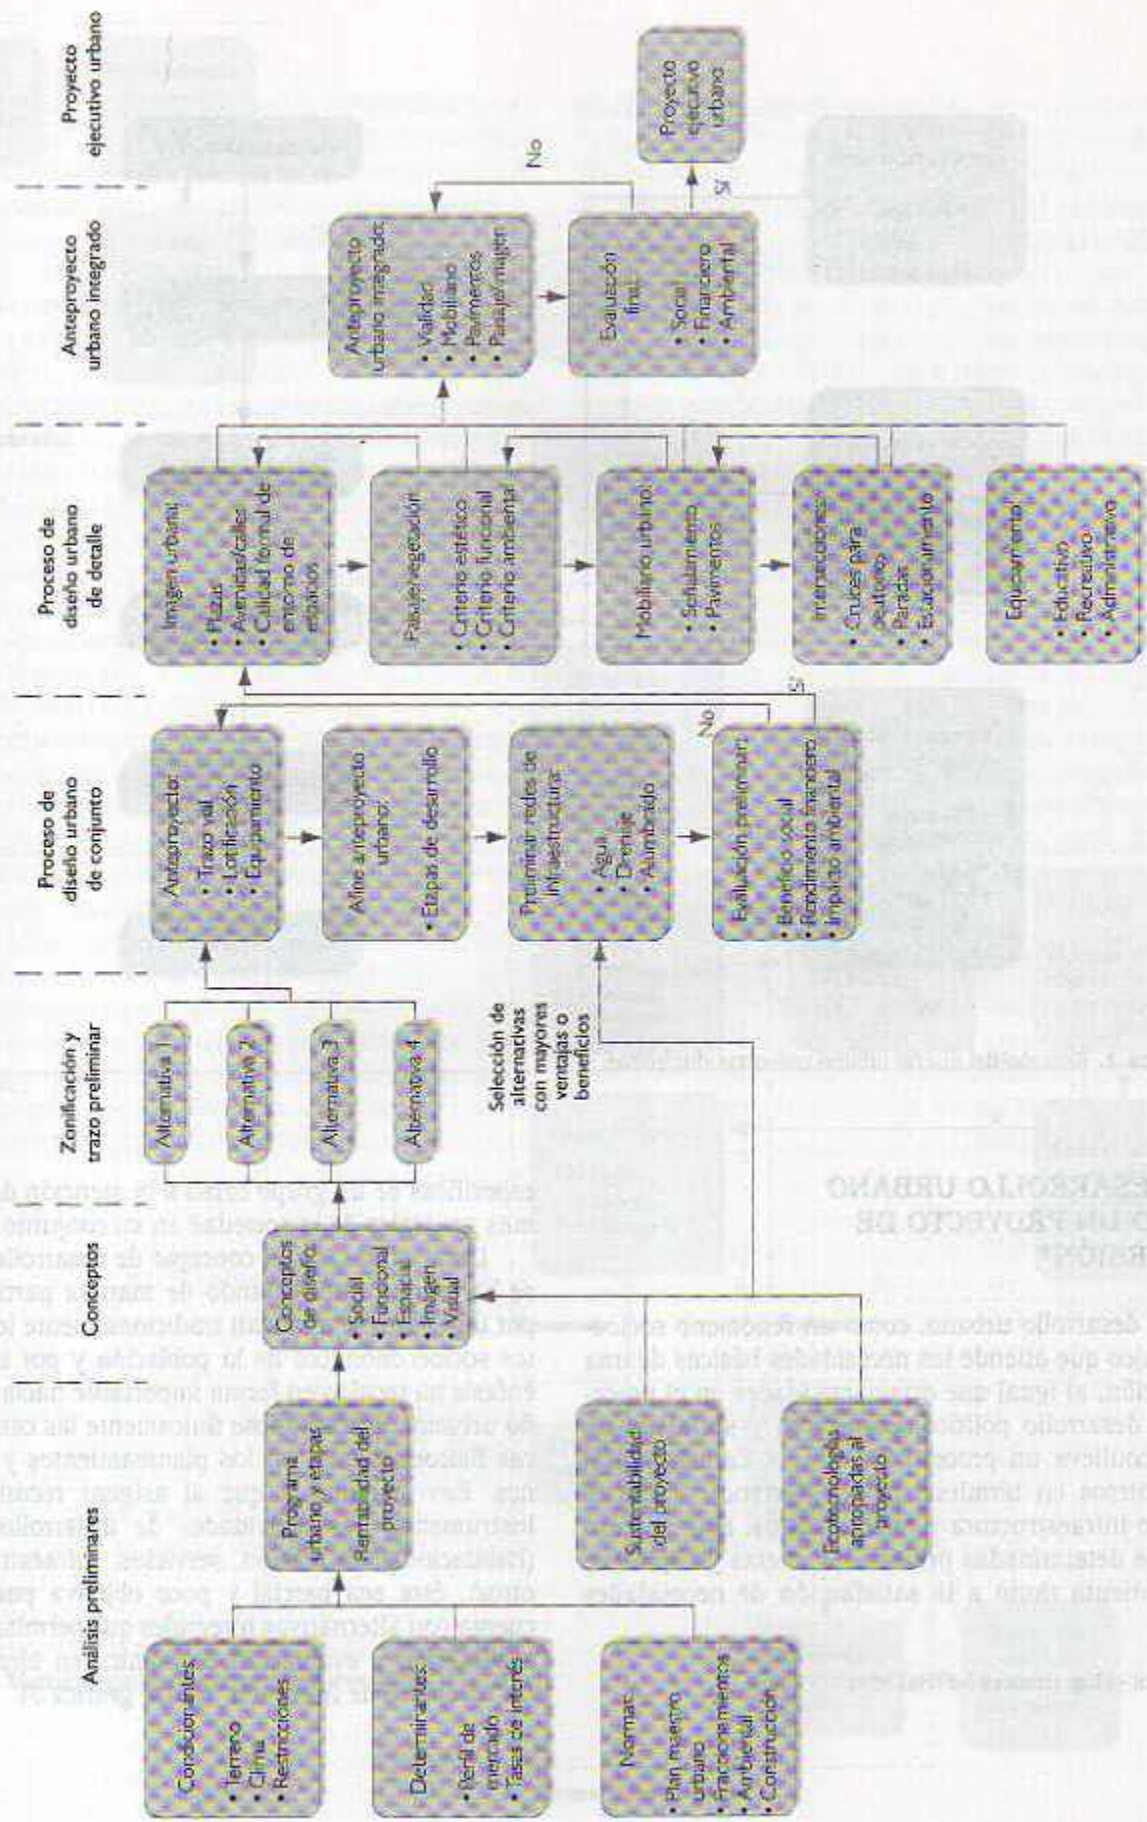 Análisis preliminares
Conceptos
Zonificación y
trazo preliminar
Proceso de
diseño urbano
de conjunto
Proceso de
diseño urbano
de detalle
Anteproyecto
urbano integrado
Proyecto
ejecutivo urbano
Condicionantes:
• Terreno
• Clima
• Restricciones
Determinantes:
• Perfil de
mercado
• Tasas de interés
Normas:
• Plan maestro
urbano
• Fraccionamientos
• Ambiental
• Construcción
Programa
urbano y etapas
Rentabilidad del
proyecto
Sustentabilidad
del proyecto
Ecotecnologías
apropiadas al
proyecto
Conceptos
de diseño:
• Social
• Funcional
• Espacial
• Imagen
• Visual
Alternativa 1
Alternativa 2
Alternativa 3
Alternativa 4
Selección de
alternativas
con mayores
ventajas o
beneficios
Anteproyecto:
• Trazo vial
• Lotificación
• Equipamiento
Afine anteproyecto
urbano:
• Etapas de desarrollo
Preliminar redes de
infraestructura:
• Agua
• Drenaje
• Alumbrado
Evaluación preliminar:
• Beneficio social
• Rendimiento financiero
• Impacto ambiental
No
Sí
Imagen urbana:
• Plazas
• Avenidas/calles
• Calidad formal de
entorno de
espacios
Paisaje/vegetación
• Criterio estético
• Criterio funcional
• Criterio ambiental
Mobiliario urbano:
• Señalamiento
• Pavimentos
Intersecciones:
• Cruces para
peatones
• Paradas
• Estacionamiento
Equipamiento:
• Educativo
• Recreativo
• Administrativo
Anteproyecto
urbano integrado:
• Vialidad
• Mobiliario
• Pavimentos
• Paisaje/imagen
Evaluación
final:
• Social
• Financiero
• Ambiental
No
Sí
Proyecto
ejecutivo
urbano